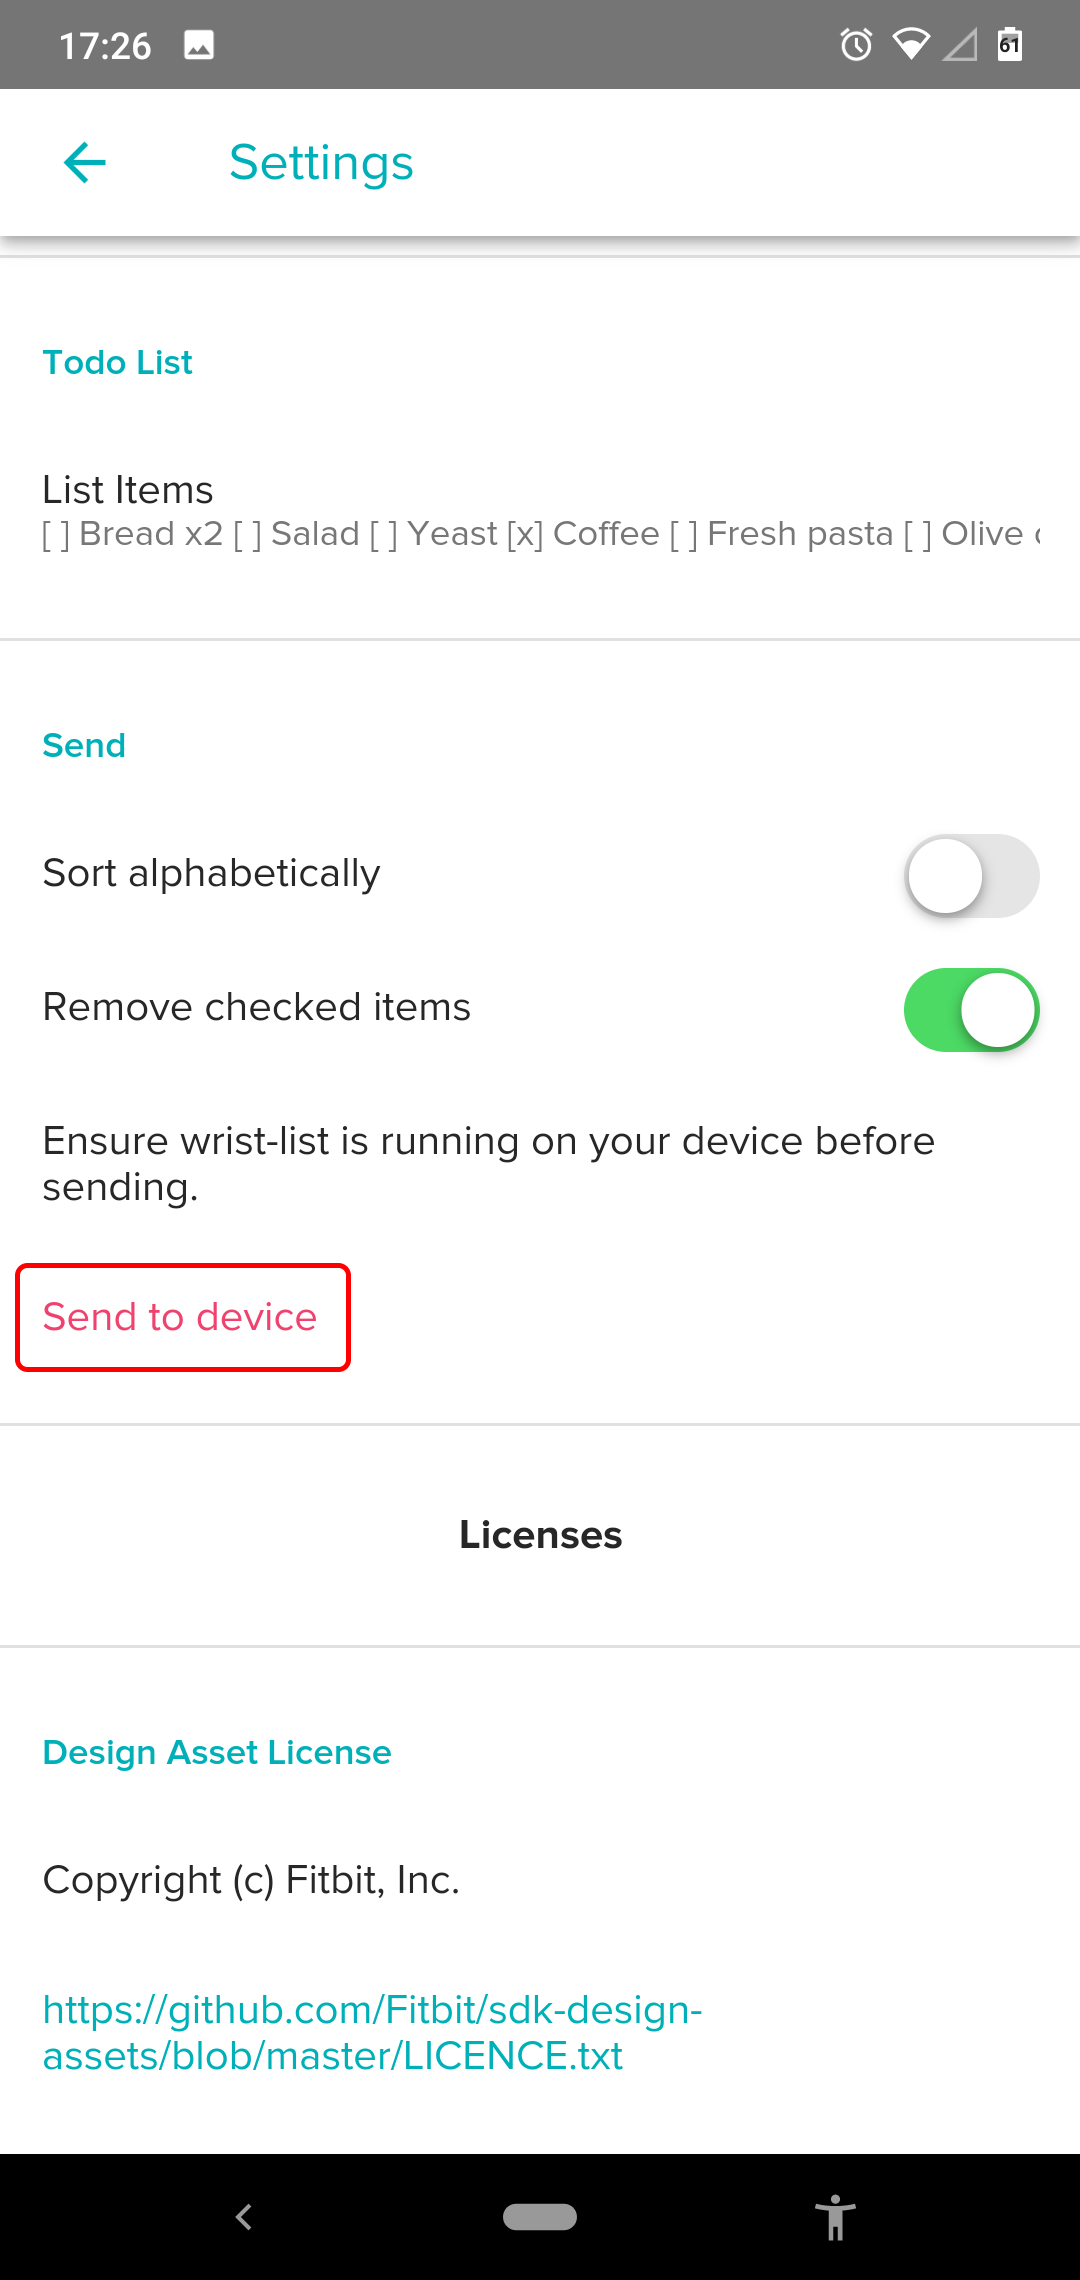 17:26
61
Settings
Todo List
List Items
[ ] Bread x2 [ ] Salad [ ] Yeast [x] Coffee [ ] Fresh pasta [ ] Olive
Send
Sort alphabetically
Remove checked items
Ensure wrist-list is running on your device before
sending.
Send to device
Licenses
Design Asset License
Copyright (c) Fitbit, Inc.
https://github.com/Fitbit/sdk-design-
assets/blob/master/LICENCE.txt